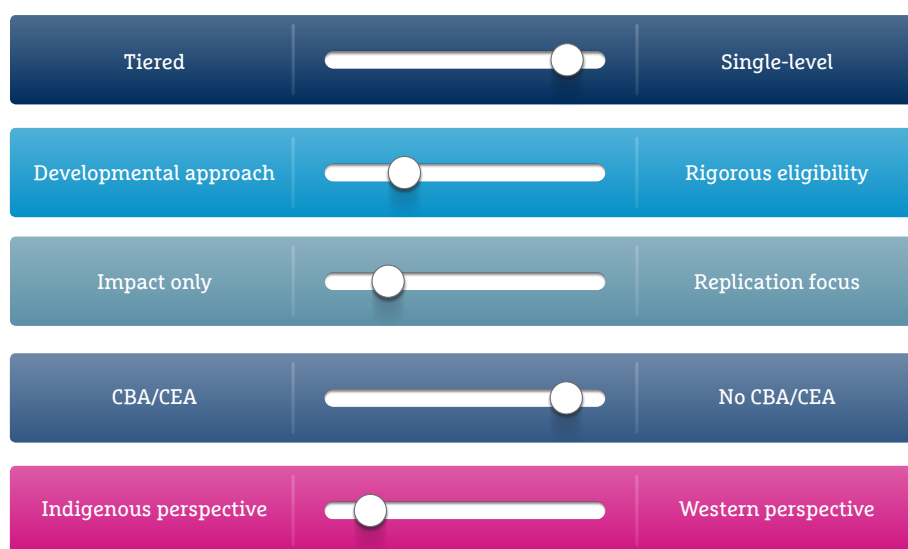 Tiered Single-level
Developmental approach Rigorous eligibility
Impact only Replication focus
CBA/CEA No CBA/CEA
Indigenous perspective Western perspective